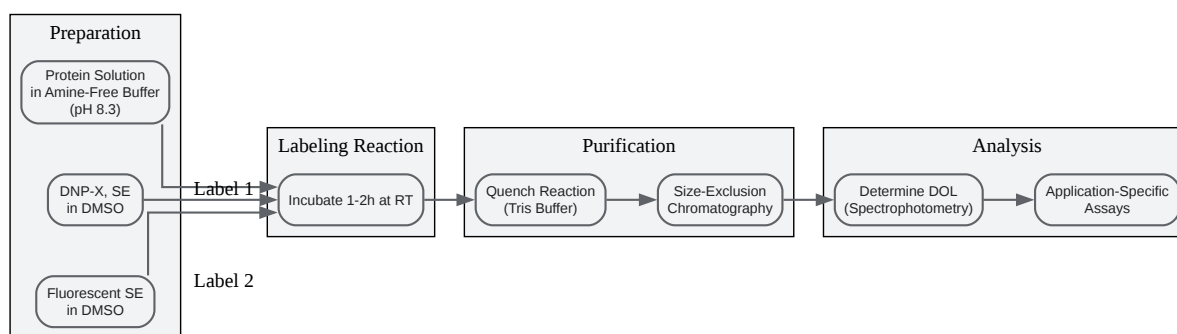 Preparation
Protein Solution
in Amine-Free Buffer
(pH 8.3)
DNP-X, SE
in DMSO
Fluorescent SE
in DMSO
Label 1
Label 2
Labeling Reaction
Incubate 1-2h at RT
Purification
Quench Reaction
(Tris Buffer)
Size-Exclusion
Chromatography
Analysis
Determine DOL
(Spectrophotometry)
Application-Specific
Assays